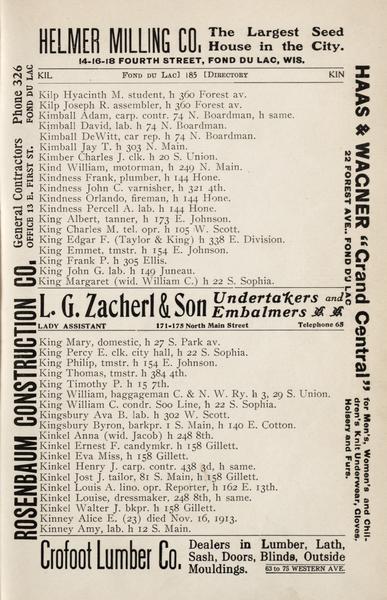 HELMER MILLING CO. The Largest Seed House in the City.
14-16-18 FOURTH STREET, FOND DU LAC, WIS.
KIL FOND DU LAC] 185 [DIRECTORY KIN
Kilp Hyacinth M. student, h 360 Forest av.
Kilp Joseph R. assembler, h 360 Forest av.
Kimball Adam, carp. contr. 74 N. Boardman, h same.
Kimball David, lab. h 74 N. Boardman.
Kimball DeWitt, car rep. h 74 N. Boardman.
Kimball Jay T. h 303 N. Main.
Kimber Charles J. clk. h 20 S. Union.
Kind William, motorman, h 249 N. Main.
Kindness Frank, plumber, h 144 Hone.
Kindness John C. varnisher, h 321 4th.
Kindness Orlando, fireman, h 144 Hone.
Kindness Percell A. lab. h 144 Hone.
King Albert, tanner, h 173 E. Johnson.
King Charles M. tel. opr. h 105 W. Scott.
King Edgar F. (Taylor & King) h 338 E. Division.
King Emmet, tmstr. h 154 E. Johnson.
King Frank P. h 305 Ellis.
King John G. lab. h 149 Juneau.
King Margaret (wid. William C.) h 22 S. Sophia.
L. G. Zacherl & Son Undertakers and Embalmers
LADY ASSISTANT 171-175 North Main Street Telephone 65
King Mary, domestic, h 27 S. Park av.
King Percy E. clk. city hall, h 22 S. Sophia.
King Philip, tmstr. h 154 E. Johnson.
King Thomas, tmstr. h 384 4th.
King Timothy P. h 15 7th.
King William, baggageman C. & N. W. Ry. h 3, 29 S. Union.
King William C. condr. Soo Line, h 22 S. Sophia.
Kingsbury Ava B. lab. h 302 W. Scott.
Kingsbury Byron, barkpr. 1 S. Main, h 140 E. Cotton.
Kinkel Anna (wid. Jacob) h 248 8th.
Kinkel Ernest F. candymkr. h 158 Gillett.
Kinkel Eva Miss, h 158 Gillett.
Kinkel Henry J. carp. contr. 438 3d, h same.
Kinkel Jost J. tailor, 81 S. Main, h 158 Gillett.
Kinkel Louis A. lino. opr. Reporter, h 162 E. 13th.
Kinkel Louise, dressmaker, 248 8th, h same.
Kinkel Walter J. bkpr. h 158 Gillett.
Kinney Alice E. (23) died Nov. 16, 1913.
Kinney Amy, lab. h 12 S. Main.
Crofoot Lumber Co. Dealers in Lumber, Lath,
Sash, Doors, Blinds, Outside
Mouldings. 63 to 75 WESTERN AVE.
ROSENBAUM CONSTRUCTION CO. General Contractors Phone 326
OFFICE 13 E. FIRST ST. FOND DU LAC
HAAS & WAGNER "Grand Central"
22 FOREST AVE., FOND DU LAC
for Men's, Women's and Chil-
dren's Knit Underwear, Gloves,
Hoisery and Furs.